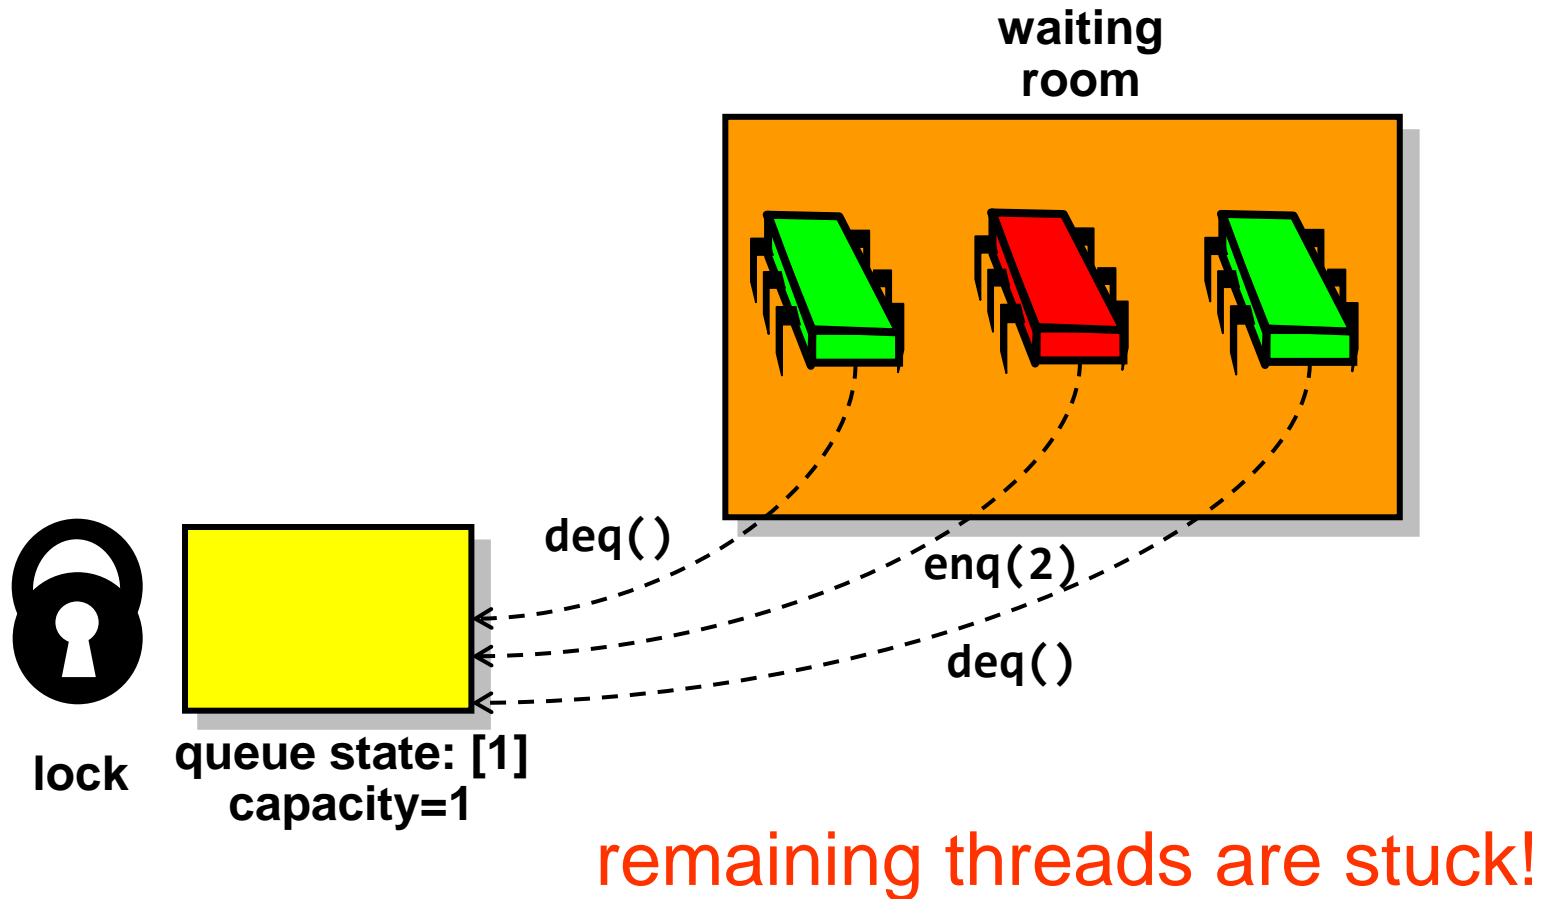 waiting
room
deq()
enq(2)
deq()
lock
queue state: [1]
capacity=1
remaining threads are stuck!